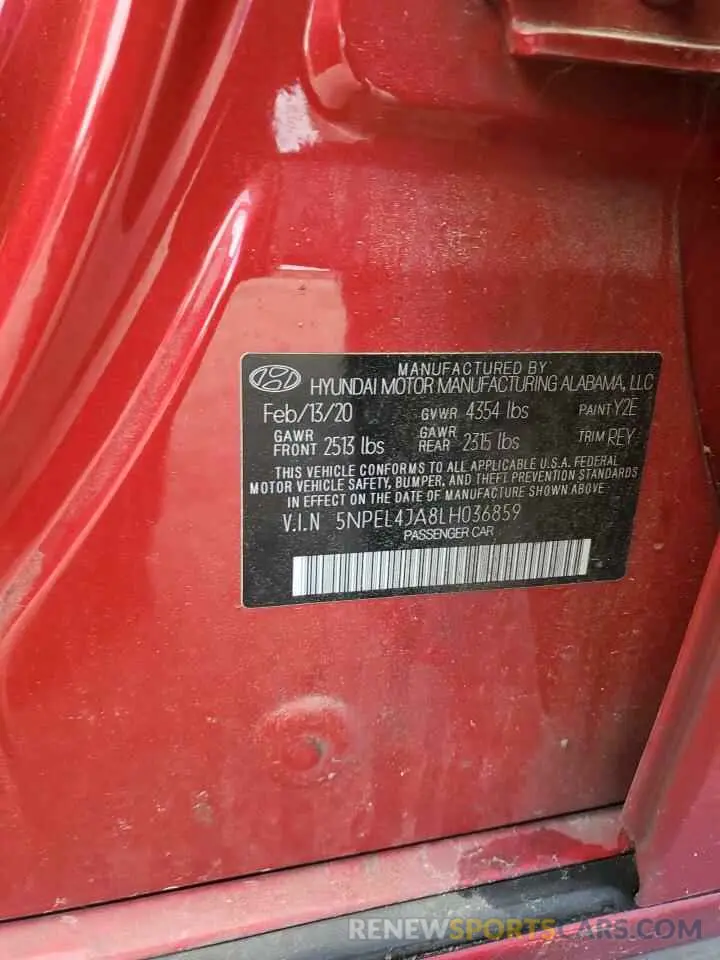 MANUFACTURED BY
HYUNDAI MOTOR MANUFACTURING ALABAMA, LLC
Feb/13/20 GVWR 4354 lbs PAINT Y2E
GAWR FRONT 2513 lbs GAWR REAR 2315 lbs TRIM REY
THIS VEHICLE CONFORMS TO ALL APPLICABLE U.S.A. FEDERAL
MOTOR VEHICLE SAFETY, BUMPER, AND THEFT PREVENTION STANDARDS
IN EFFECT ON THE DATE OF MANUFACTURE SHOWN ABOVE
V.I.N 5NPEL4JA8LH036859
PASSENGER CAR
RENEWSPORTSCARS.COM